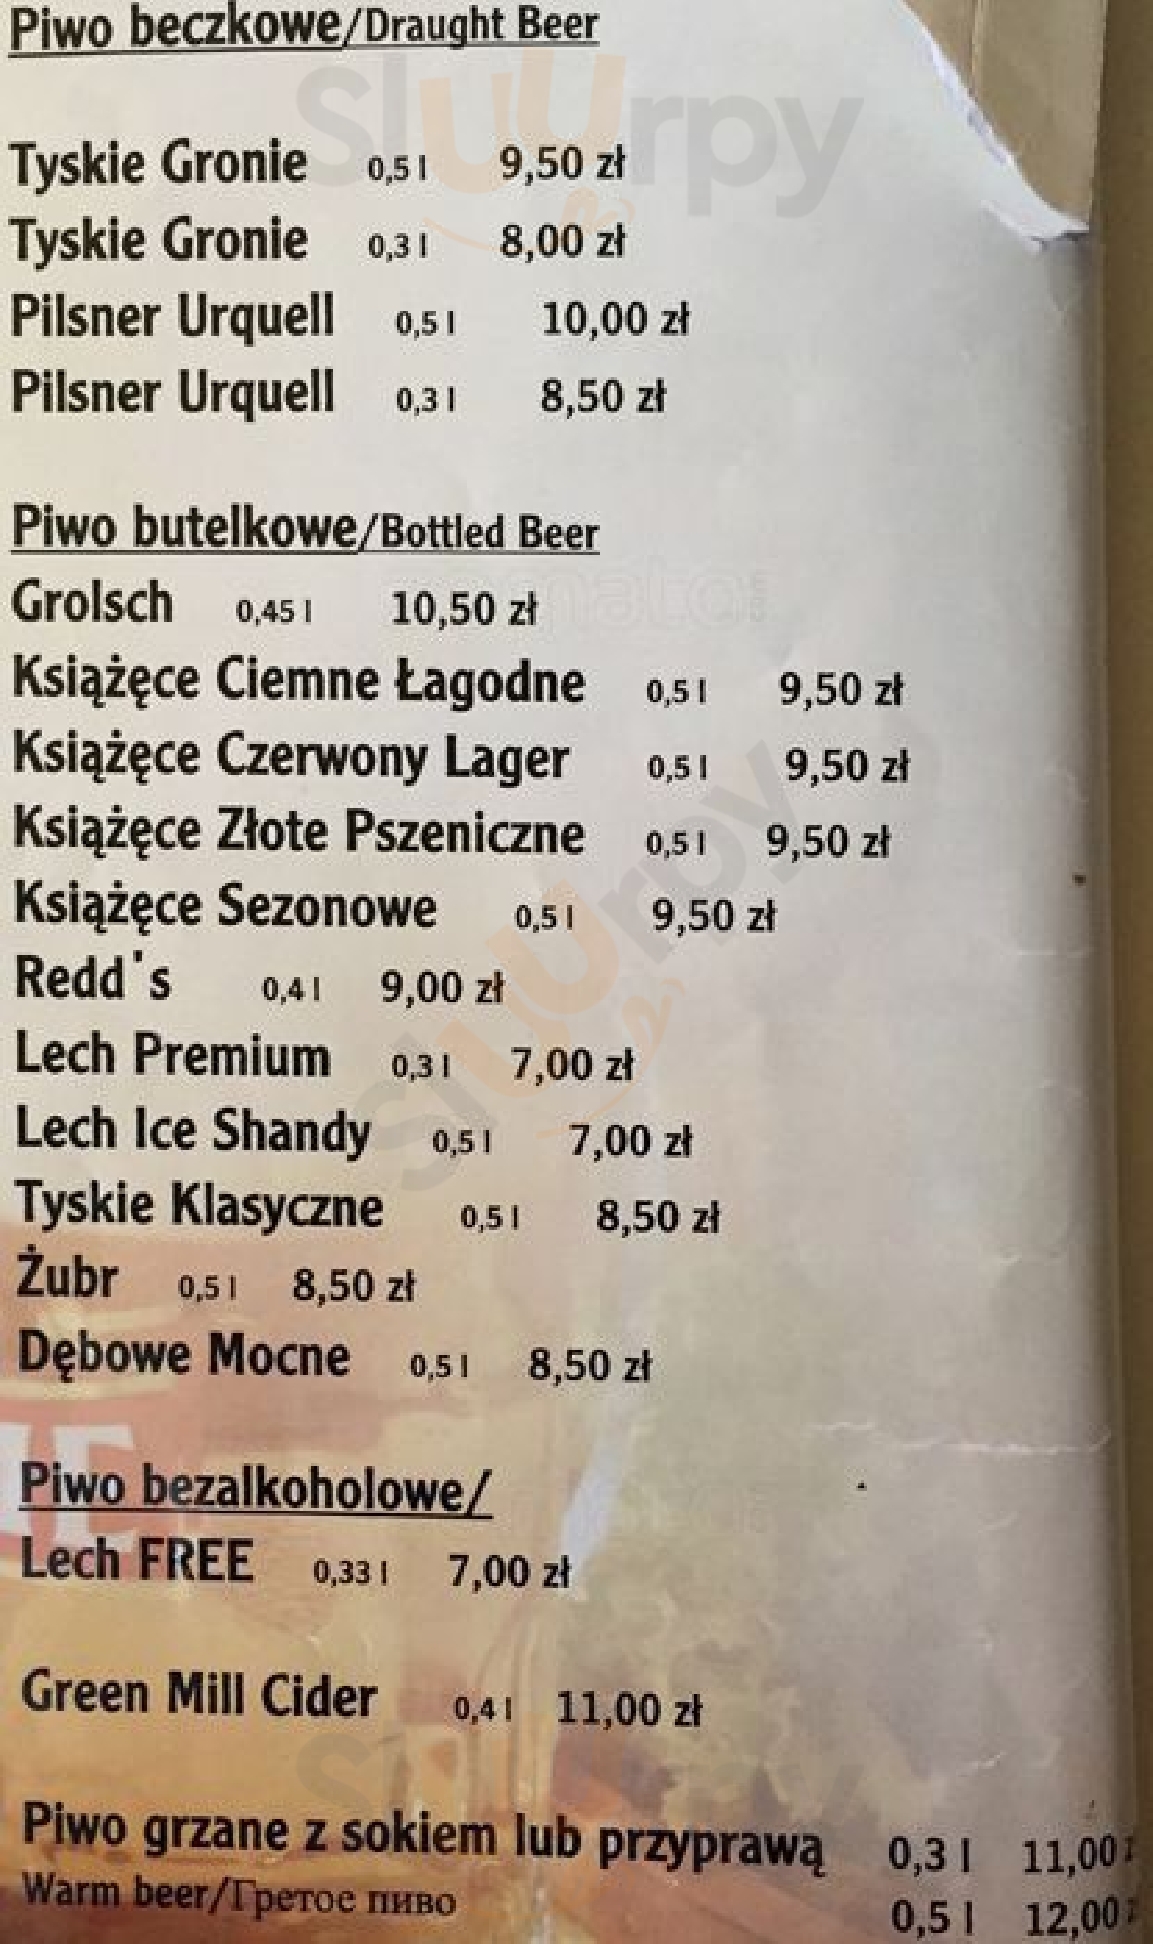 Piwo beczkowe/Draught Beer
Sluurpy
Tyskie Gronie 0,5 l 9,50 zł
Tyskie Gronie 0,3 l 8,00 zł
Pilsner Urquell 0,5 l 10,00 zł
Pilsner Urquell 0,3 l 8,50 zł
Piwo butelkowe/Bottled Beer
Grolsch 0,45 l 10,50 zł
Książęce Ciemne Łagodne 0,5 l 9,50 zł
Książęce Czerwony Lager 0,5 l 9,50 zł
Książęce Złote Pszeniczne 0,5 l 9,50 zł
Książęce Sezonowe 0,5 l 9,50 zł
Sluurpy
Redd's 0,4 l 9,00 zł
Lech Premium 0,3 l 7,00 zł
Lech Ice Shandy 0,5 l 7,00 zł
Tyskie Klasyczne 0,5 l 8,50 zł
Żubr 0,5 l 8,50 zł
Dębowe Mocne 0,5 l 8,50 zł
Piwo bezalkoholowe/
Lech FREE 0,33 l 7,00 zł
Green Mill Cider 0,4 l 11,00 zł
Sluurpy
Piwo grzane z sokiem lub przyprawą 0,3 l 11,00 z
Warm beer/Гретое пиво 0,5 l 12,00 z